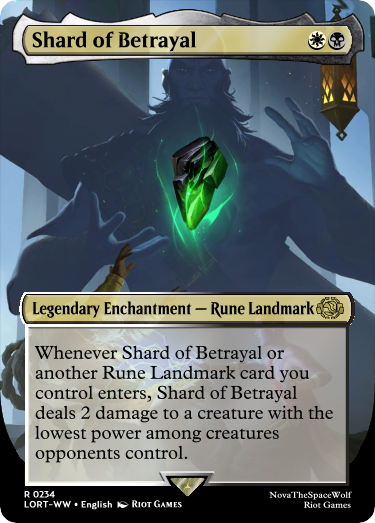 Shard of Betrayal
Legendary Enchantment — Rune Landmark
Whenever Shard of Betrayal or
another Rune Landmark card you
control enters, Shard of Betrayal
deals 2 damage to a creature with the
lowest power among creatures
opponents control.
R 0234
LORT-WW • English RIOT GAMES
NovaTheSpaceWolf
Riot Games